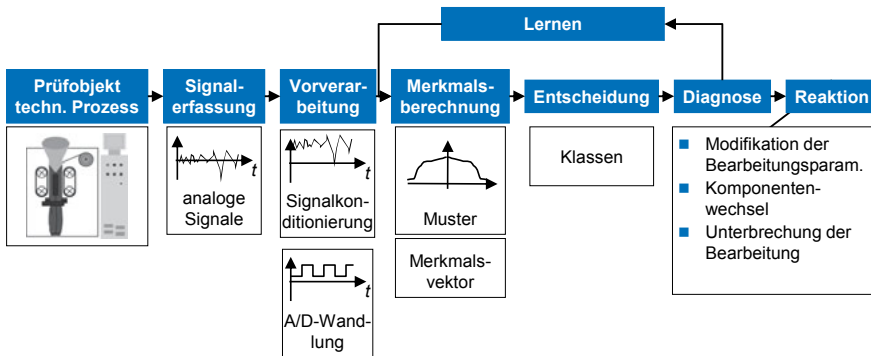 Lernen
Prüfobjekt
techn. Prozess
Signal-
erfassung
Vorverar-
beitung
Merkmals-
berechnung
Entscheidung
Diagnose
Reaktion
t
analoge
Signale
t
Signalkon-
ditionierung
t
A/D-Wand-
lung
Muster
Merkmals-
vektor
Klassen
Modifikation der
Bearbeitungsparam.
Komponenten-
wechsel
Unterbrechung der
Bearbeitung